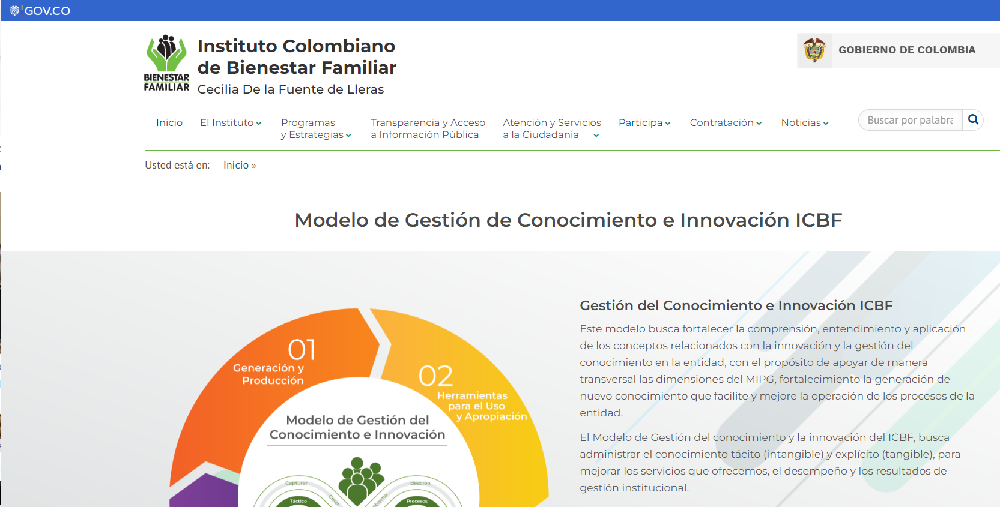 GOV.CO
BIENESTAR
FAMILIAR
Instituto Colombiano
de Bienestar Familiar
Cecilia De la Fuente de Lleras
GOBIERNO DE COLOMBIA
Inicio
El Instituto
Programas
y Estrategias
Transparencia y Acceso
a Información Pública
Atención y Servicios
a la Ciudadanía
Participa
Contratación
Noticias
Buscar por palabra
Usted está en: Inicio »
Modelo de Gestión de Conocimiento e Innovación ICBF
01
Generación y
Producción
02
Herramientas
para el Uso
y Apropiación
Modelo de Gestión del
Conocimiento e Innovación
Capturar
Ideación
Crear
Táctico
Procesos
Gestión del Conocimiento e Innovación ICBF
Este modelo busca fortalecer la comprensión, entendimiento y aplicación
de los conceptos relacionados con la innovación y la gestión del
conocimiento en la entidad, con el propósito de apoyar de manera
transversal las dimensiones del MIPG, fortalecimiento la generación de
nuevo conocimiento que facilite y mejore la operación de los procesos de la
entidad.
El Modelo de Gestión del conocimiento y la innovación del ICBF, busca
administrar el conocimiento tácito (intangible) y explícito (tangible), para
mejorar los servicios que ofrecemos, el desempeño y los resultados de
gestión institucional.